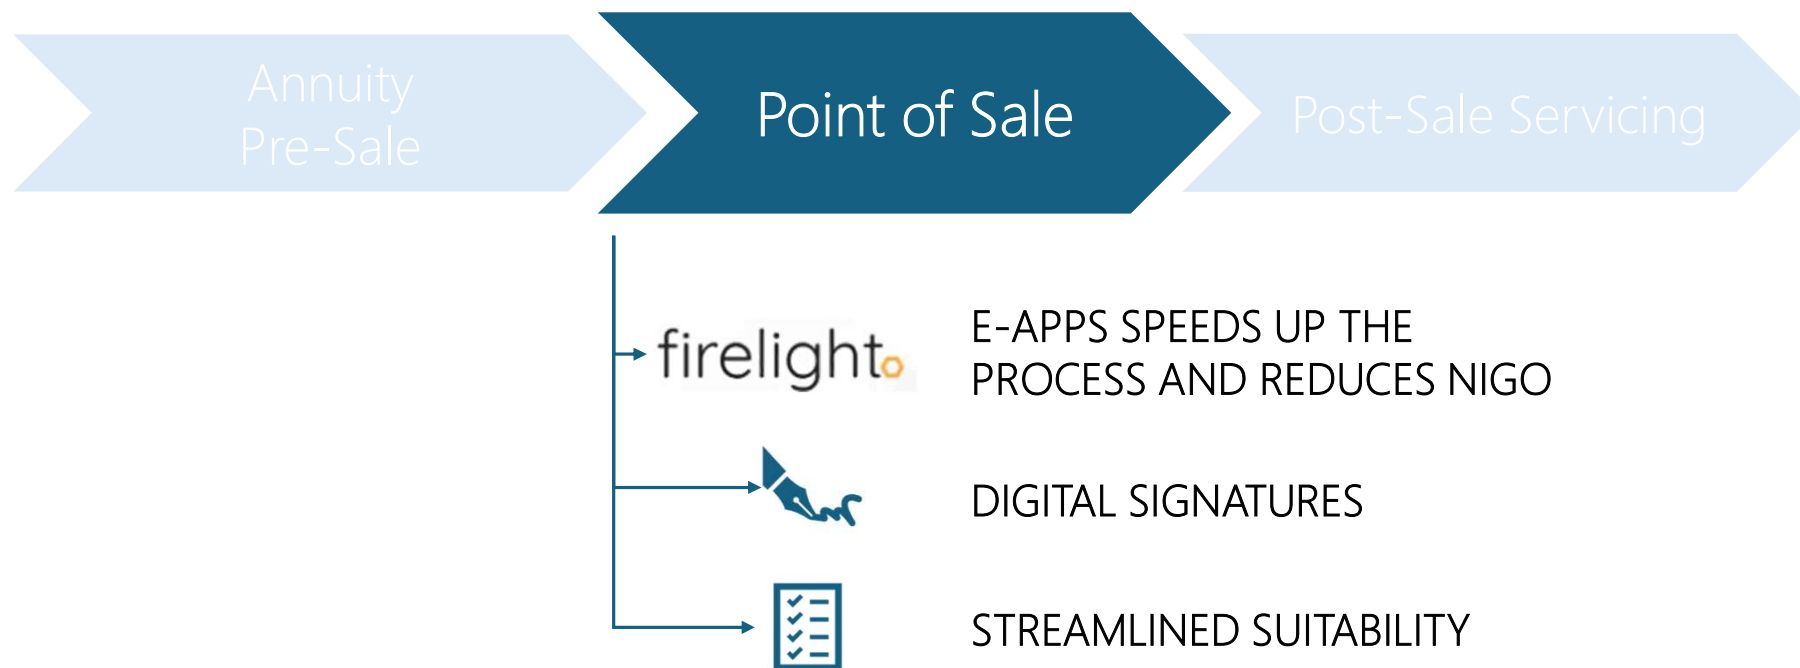 Annuity
Pre-Sale
Point of Sale
Post-Sale Servicing
firelight
E-APPS SPEEDS UP THE
PROCESS AND REDUCES NIGO
DIGITAL SIGNATURES
STREAMLINED SUITABILITY